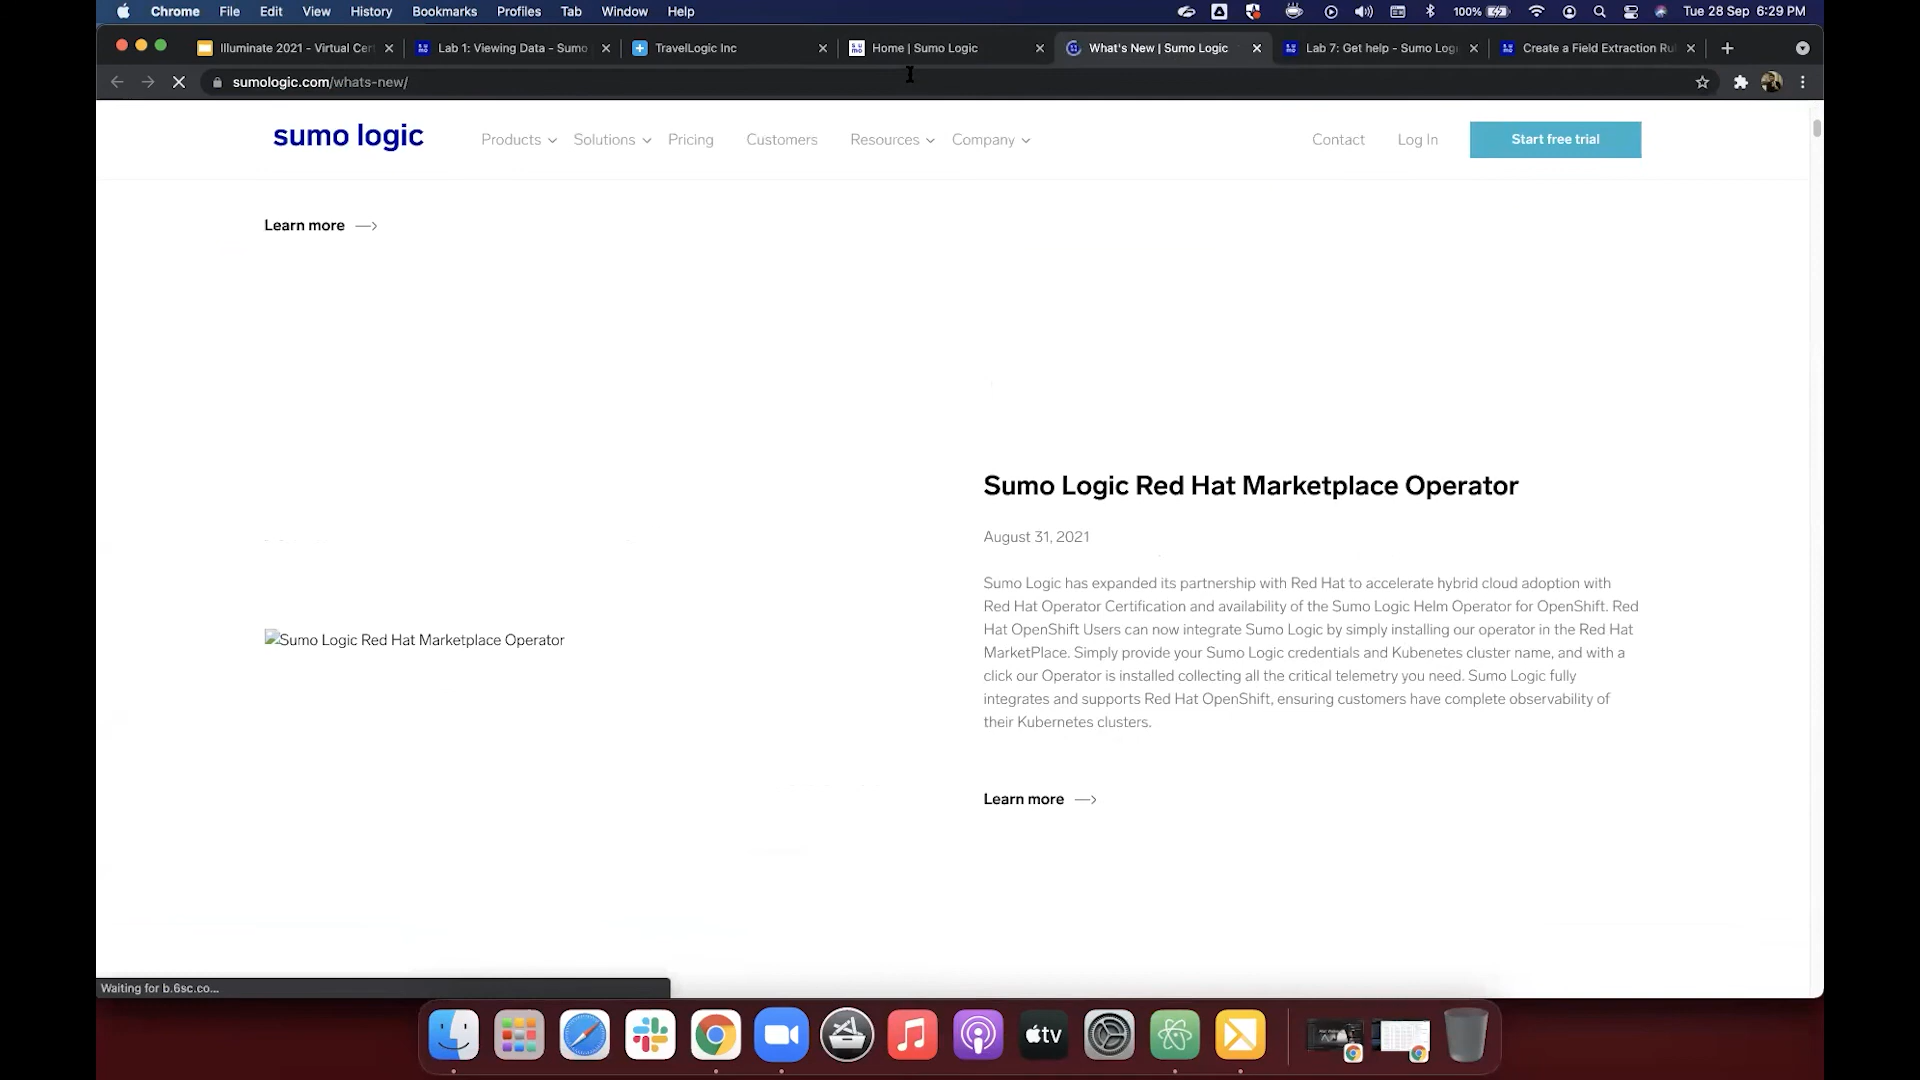 Chrome File Edit View History Bookmarks Profiles Tab Window Help 100% Tue 28 Sep 6:29 PM
Illuminate 2021 - Virtual Cer Lab 1: Viewing Data - Sumo TravelLogic Inc Home | Sumo Logic What's New | Sumo Logic Lab 7: Get help - Sumo Log Create a Field Extraction Ru
sumologic.com/whats-new/
sumo logic Products Solutions Pricing Customers Resources Company Contact Log In Start free trial
Learn more
Sumo Logic Red Hat Marketplace Operator
August 31, 2021
Sumo Logic has expanded its partnership with Red Hat to accelerate hybrid cloud adoption with
Red Hat Operator Certification and availability of the Sumo Logic Helm Operator for OpenShift. Red
Hat OpenShift Users can now integrate Sumo Logic by simply installing our operator in the Red Hat
MarketPlace. Simply provide your Sumo Logic credentials and Kubenetes cluster name, and with a
click our Operator is installed collecting all the critical telemetry you need. Sumo Logic fully
integrates and supports Red Hat OpenShift, ensuring customers have complete observability of
their Kubernetes clusters.
Sumo Logic Red Hat Marketplace Operator
Learn more
Waiting for b.6sc.co...
tv